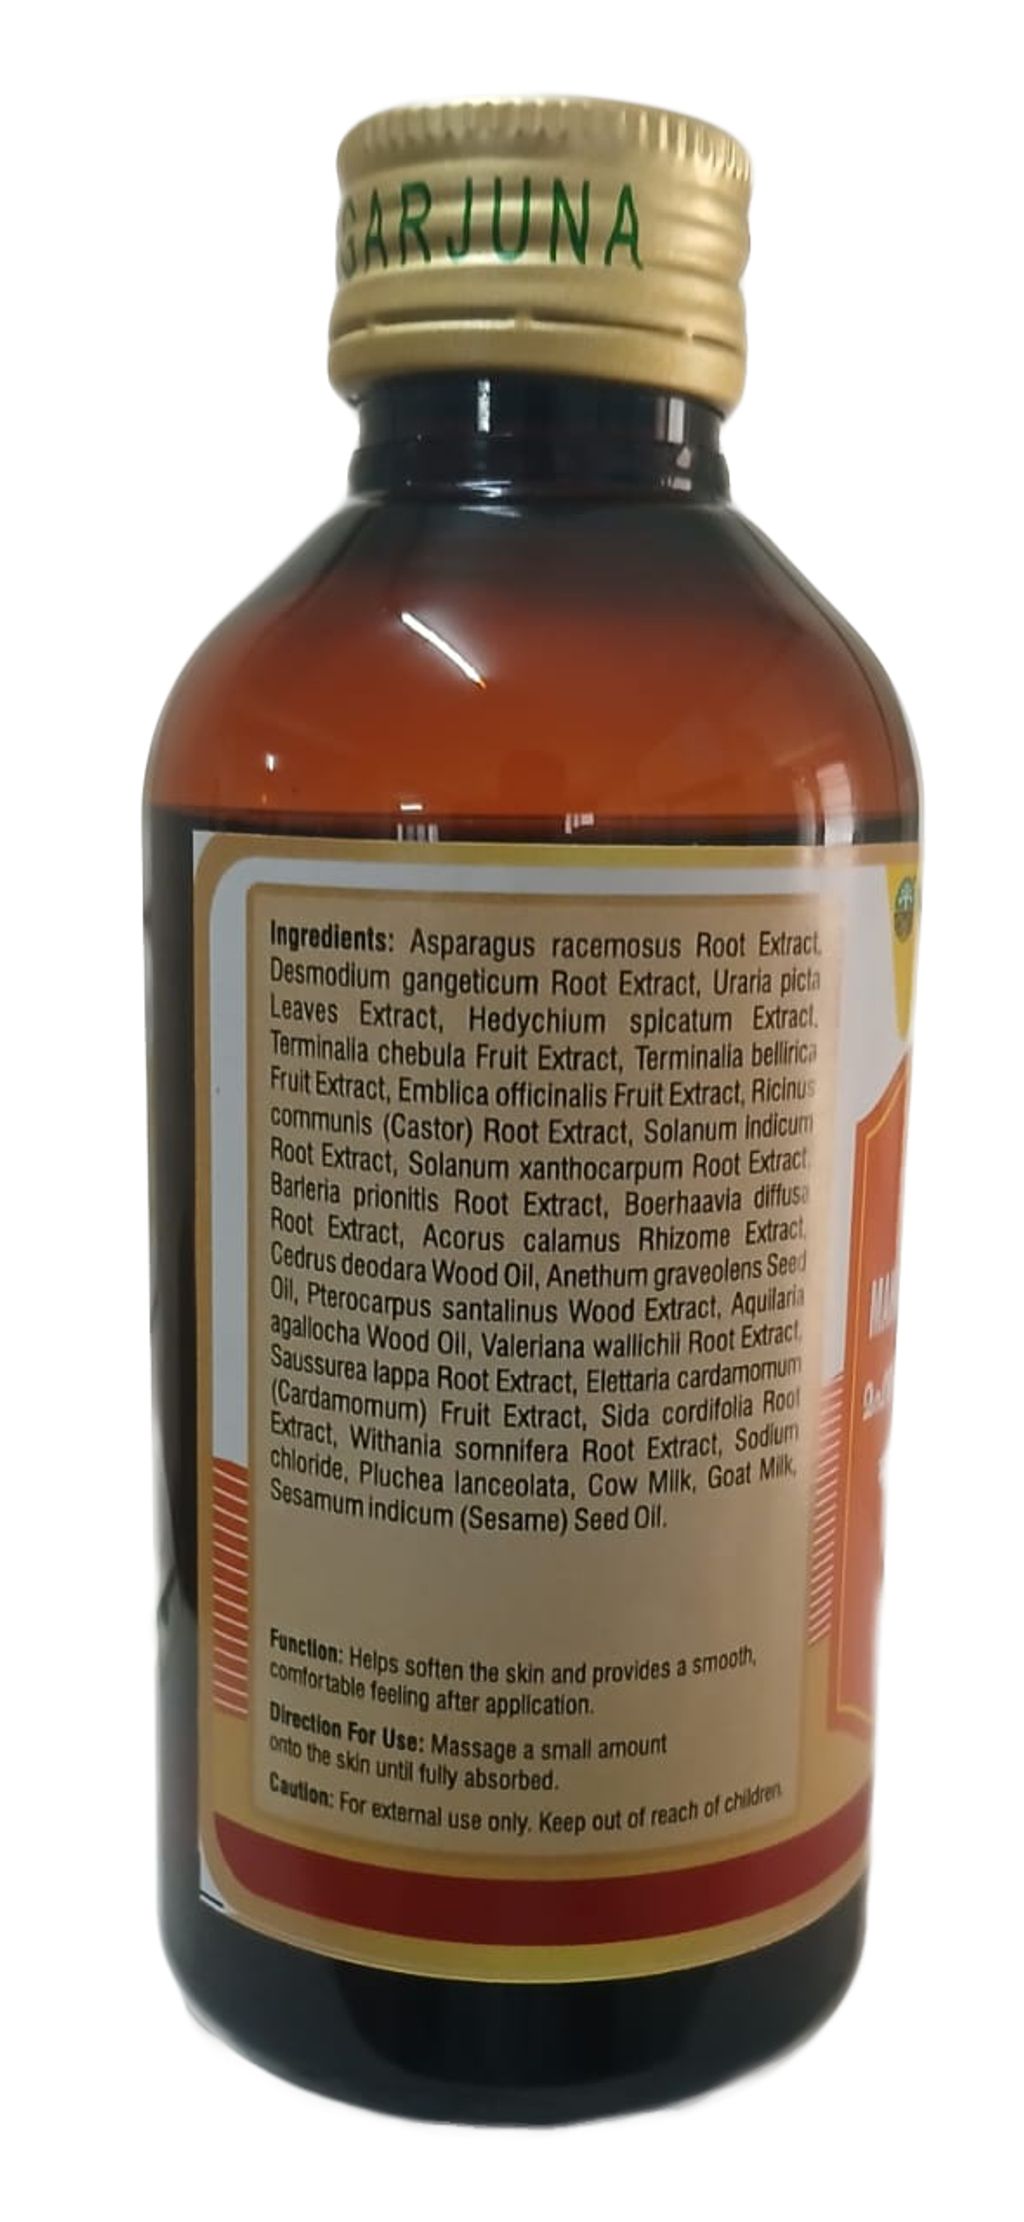 GARJUNA
Ingredients: Asparagus racemosus Root Extract,
Desmodium gangeticum Root Extract, Uraria picta
Leaves Extract, Hedychium spicatum Extract,
Terminalia chebula Fruit Extract, Terminalia bellirica
Fruit Extract, Emblica officinalis Fruit Extract, Ricinus
communis (Castor) Root Extract, Solanum indicum
Root Extract, Solanum xanthocarpum Root Extract,
Barleria prionitis Root Extract, Boerhaavia diffusa
Root Extract, Acorus calamus Rhizome Extract,
Cedrus deodara Wood Oil, Anethum graveolens Seed
Oil, Pterocarpus santalinus Wood Extract, Aquilaria
agallocha Wood Oil, Valeriana wallichii Root Extract,
Saussurea lappa Root Extract, Elettaria cardamomum
(Cardamomum) Fruit Extract, Sida cordifolia Root
Extract, Withania somnifera Root Extract, Sodium
chloride, Pluchea lanceolata, Cow Milk, Goat Milk,
Sesamum indicum (Sesame) Seed Oil.
Function: Helps soften the skin and provides a smooth,
comfortable feeling after application.
Direction For Use: Massage a small amount
onto the skin until fully absorbed.
Caution: For external use only. Keep out of reach of children.